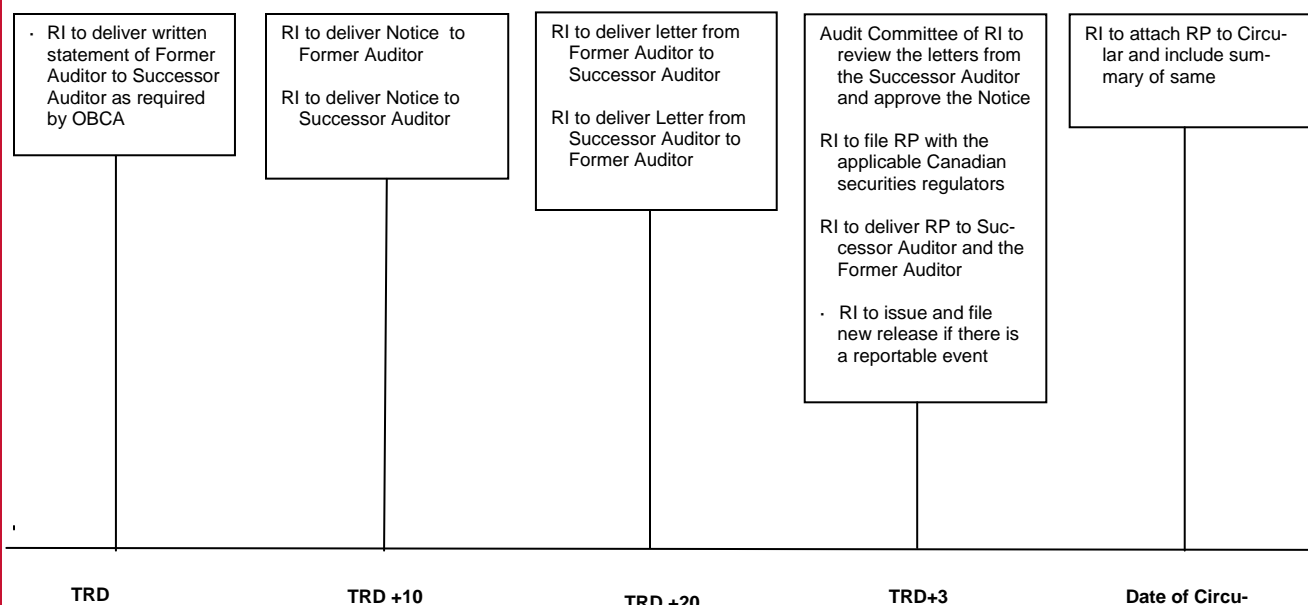 · RI to deliver written
statement of Former
Auditor to Successor
Auditor as required
by OBCA
RI to deliver Notice to
Former Auditor
RI to deliver Notice to
Successor Auditor
RI to deliver letter from
Former Auditor to
Successor Auditor
RI to deliver Letter from
Successor Auditor to
Former Auditor
Audit Committee of RI to
review the letters from
the Successor Auditor
and approve the Notice
RI to file RP with the
applicable Canadian
securities regulators
RI to deliver RP to Suc-
cessor Auditor and the
Former Auditor
· RI to issue and file
new release if there is
a reportable event
RI to attach RP to Circu-
lar and include sum-
mary of same
TRD
TRD +10
TRD +20
TRD+3
Date of Circu-